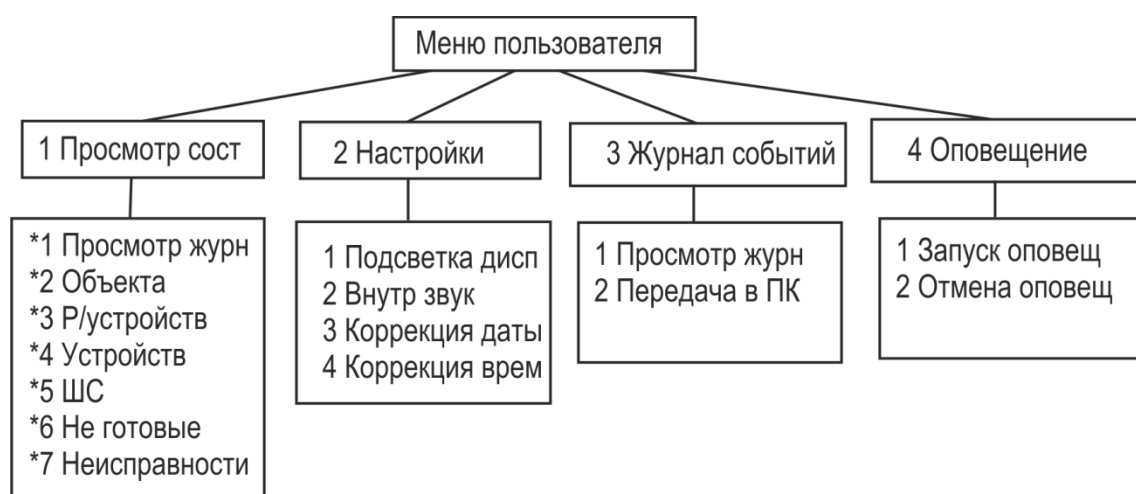 Меню пользователя
1 Просмотр сост
*1 Просмотр журн
*2 Объекта
*3 Р/устройств
*4 Устройств
*5 ШС
*6 Не готовые
*7 Неисправности
2 Настройки
1 Подсветка дисп
2 Внутр звук
3 Коррекция даты
4 Коррекция врем
3 Журнал событий
1 Просмотр журн
2 Передача в ПК
4 Оповещение
1 Запуск оповещ
2 Отмена оповещ